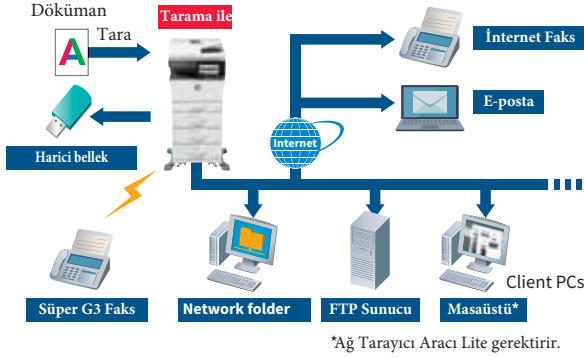 Döküman
Tarama ile
İnternet Faks
A
Tara
E-posta
Harici bellek
Internet
Client PCs
Süper G3 Faks
Network folder
FTP Sunucu
Masaüstü*
*Ağ Tarayıcı Aracı Lite gerektirir.